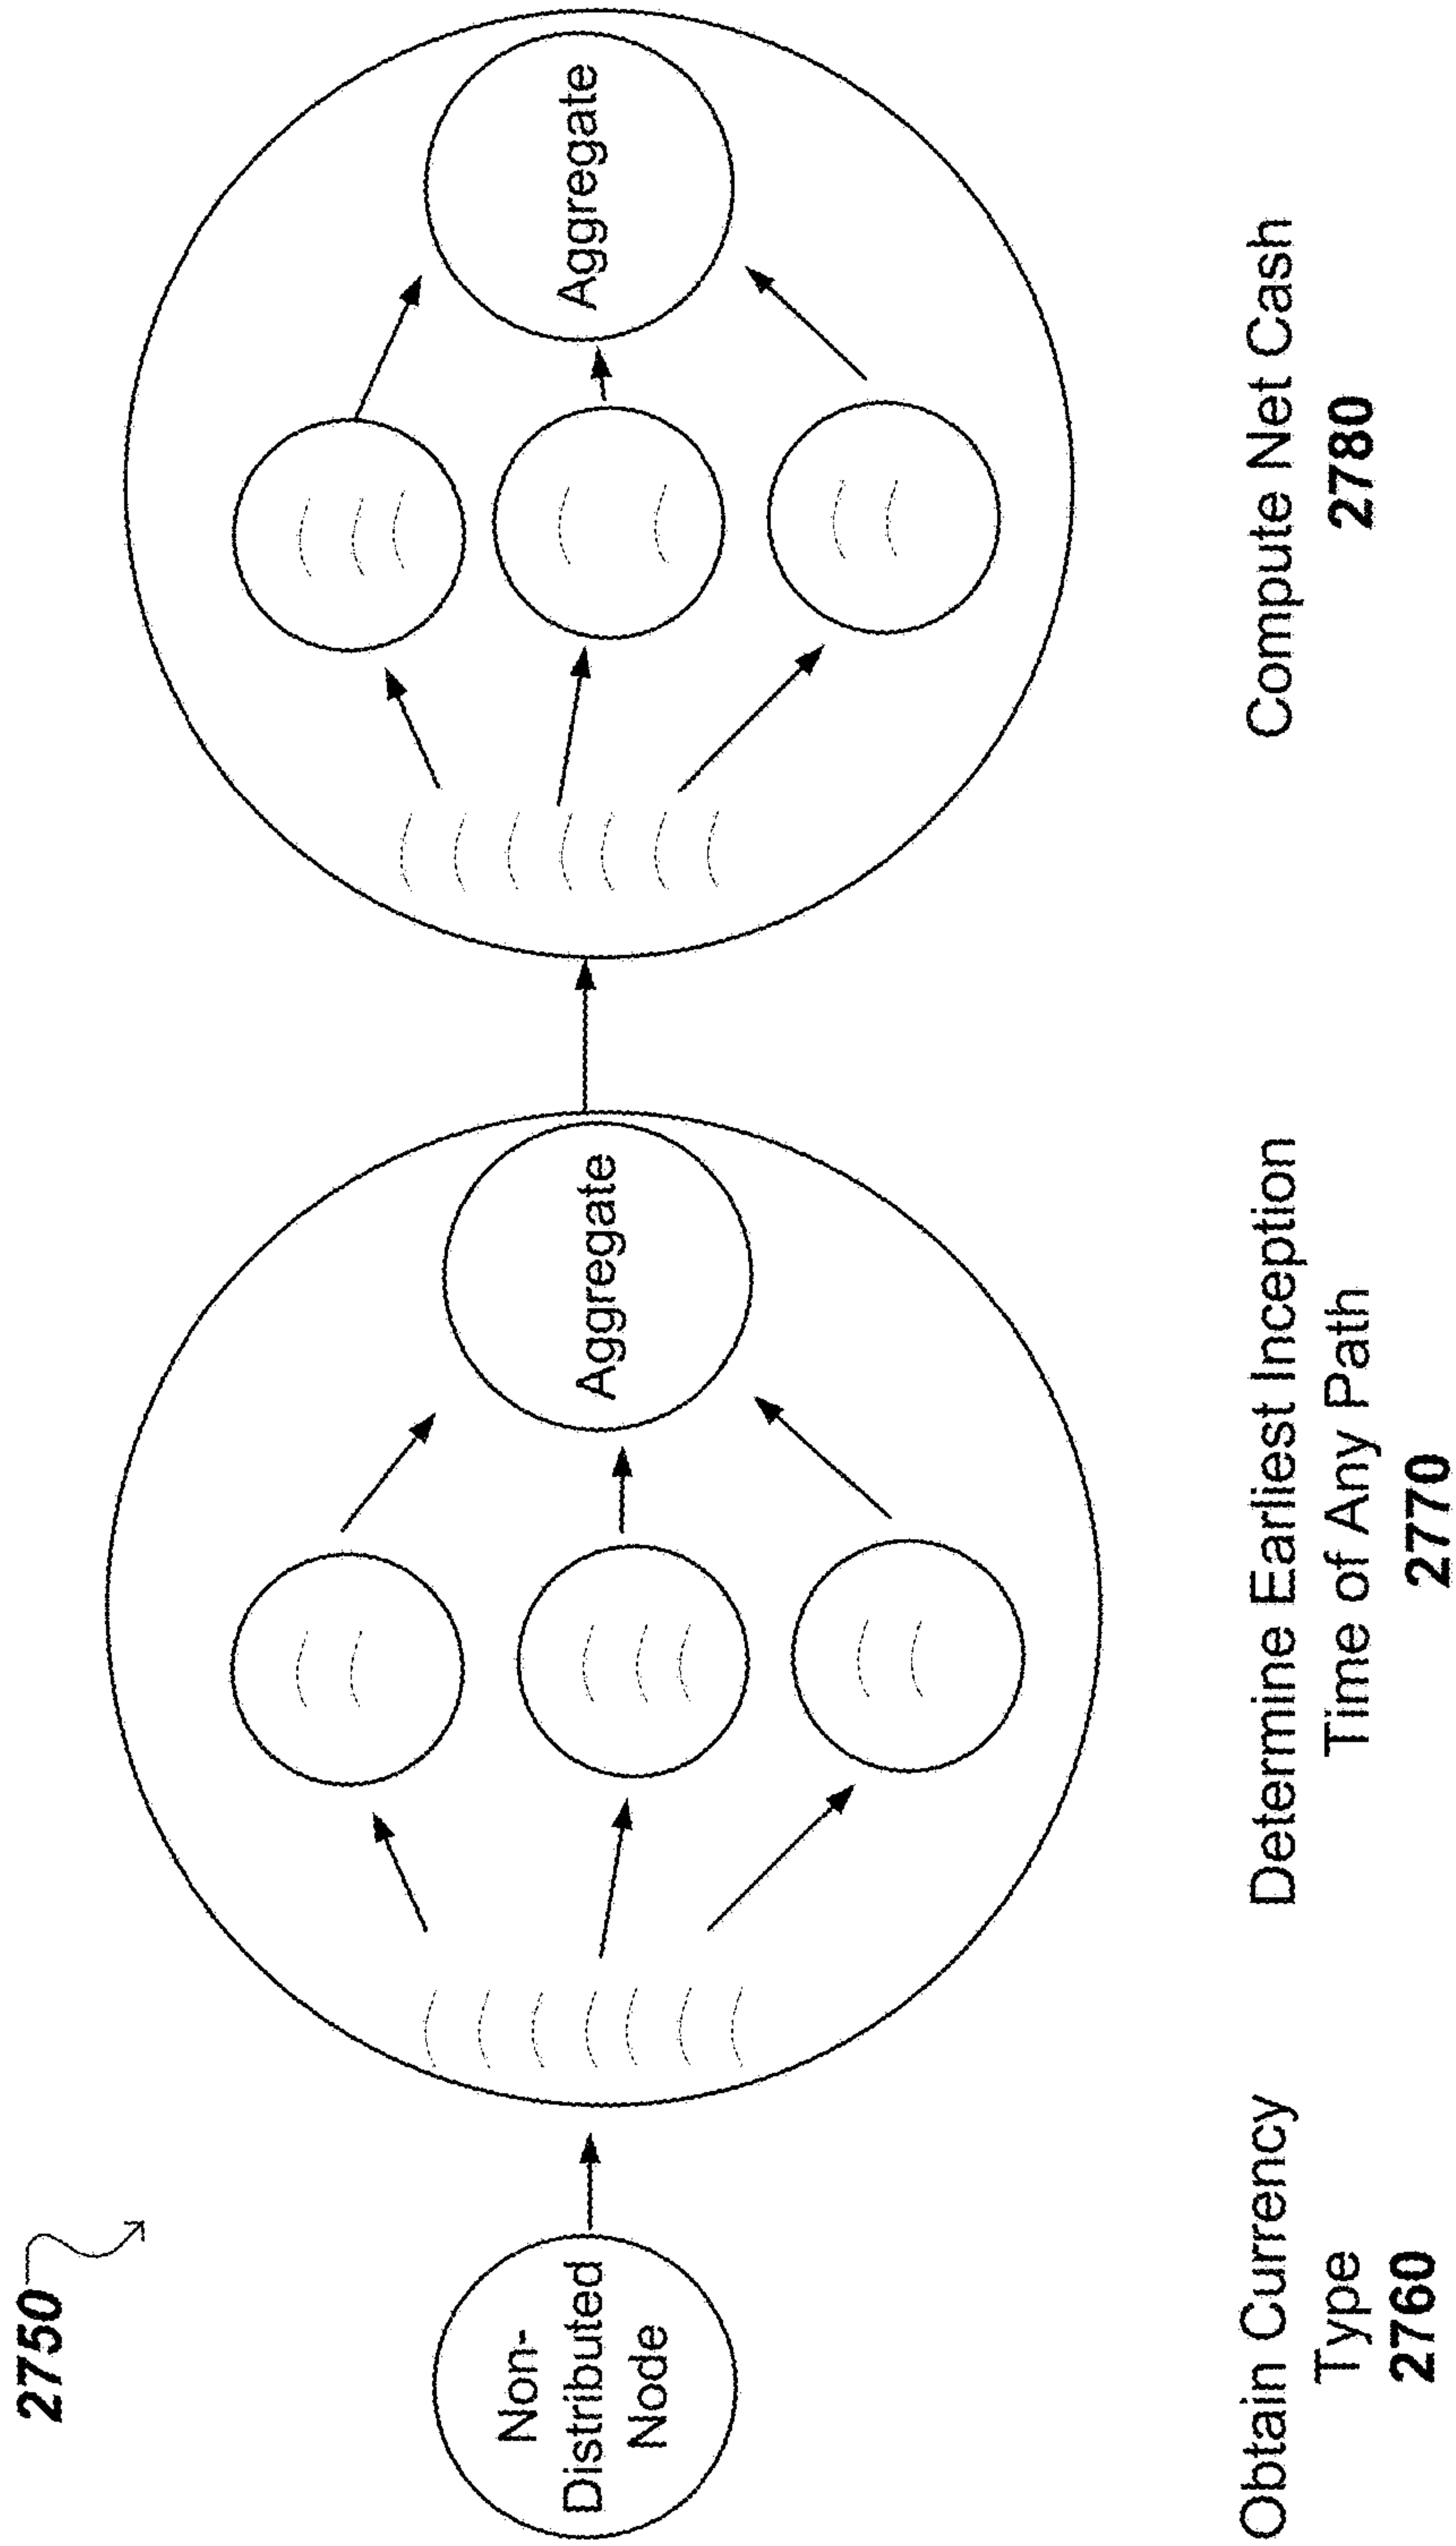 2750
Non-
Distributed
Node
Aggregate
Aggregate
Obtain Currency
Type
2760
Determine Earliest Inception
Time of Any Path
2770
Compute Net Cash
2780